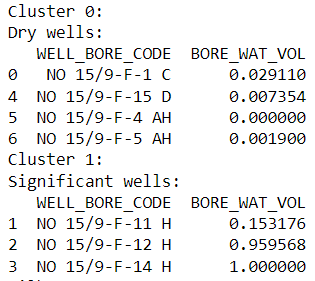 Cluster 0:
Dry wells:
WELL_BORE_CODE BORE_WAT_VOL
0 NO 15/9-F-1 C 0.029110
4 NO 15/9-F-15 D 0.007354
5 NO 15/9-F-4 AH 0.000000
6 NO 15/9-F-5 AH 0.001900
Cluster 1:
Significant wells:
WELL_BORE_CODE BORE_WAT_VOL
1 NO 15/9-F-11 H 0.153176
2 NO 15/9-F-12 H 0.959568
3 NO 15/9-F-14 H 1.000000